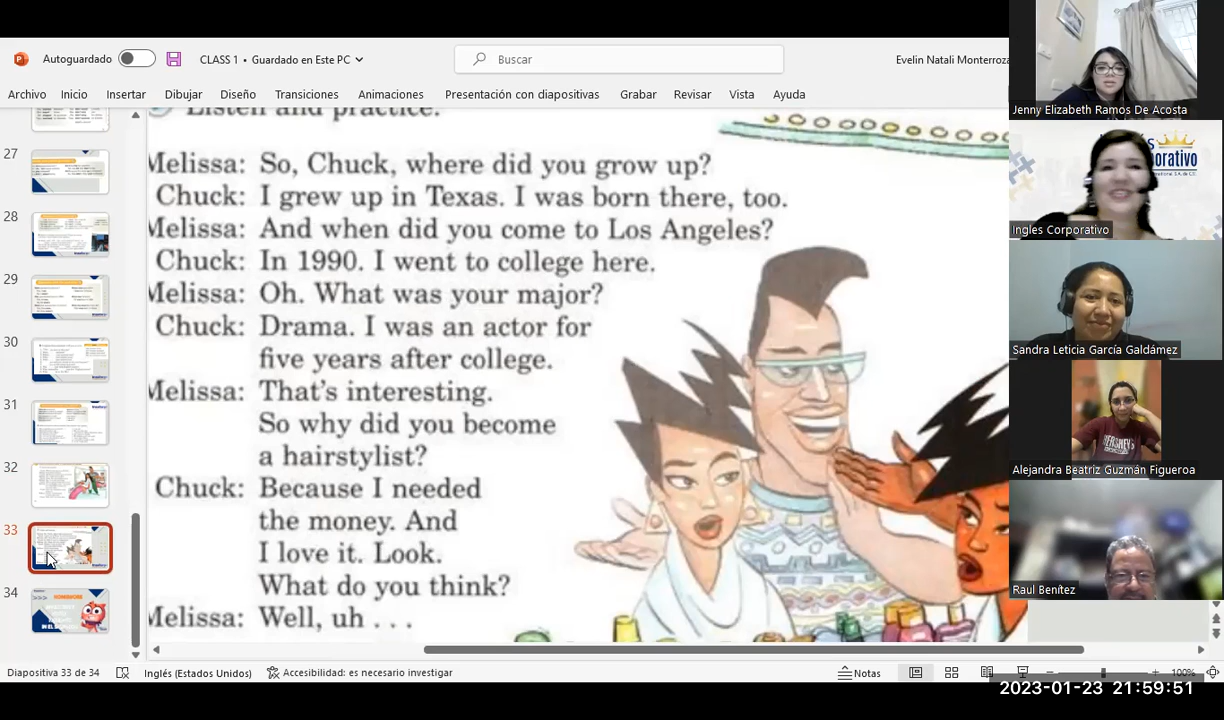 Autoguardado
CLASS 1 • Guardado en Este PC
Buscar
Evelin Natali Monterroza
Archivo Inicio Insertar Dibujar Diseño Transiciones Animaciones Presentación con diapositivas Grabar Revisar Vista Ayuda
Listen and practice.
Melissa: So, Chuck, where did you grow up?
Chuck: I grew up in Texas. I was born there, too.
Melissa: And when did you come to Los Angeles?
Chuck: In 1990. I went to college here.
Melissa: Oh. What was your major?
Chuck: Drama. I was an actor for
five years after college.
Melissa: That's interesting.
So why did you become
a hairstylist?
Chuck: Because I needed
the money. And
I love it. Look.
What do you think?
Melissa: Well, uh . . .
27
28
29
30
31
32
33
34
Jenny Elizabeth Ramos De Acosta
Ingles Corporativo
Sandra Leticia García Galdámez
Alejandra Beatriz Guzmán Figueroa
HERSHEY'S
Raul Benítez
Diapositiva 33 de 34
Inglés (Estados Unidos)
Accesibilidad: es necesario investigar
Notas
100%
2023-01-23 21:59:51